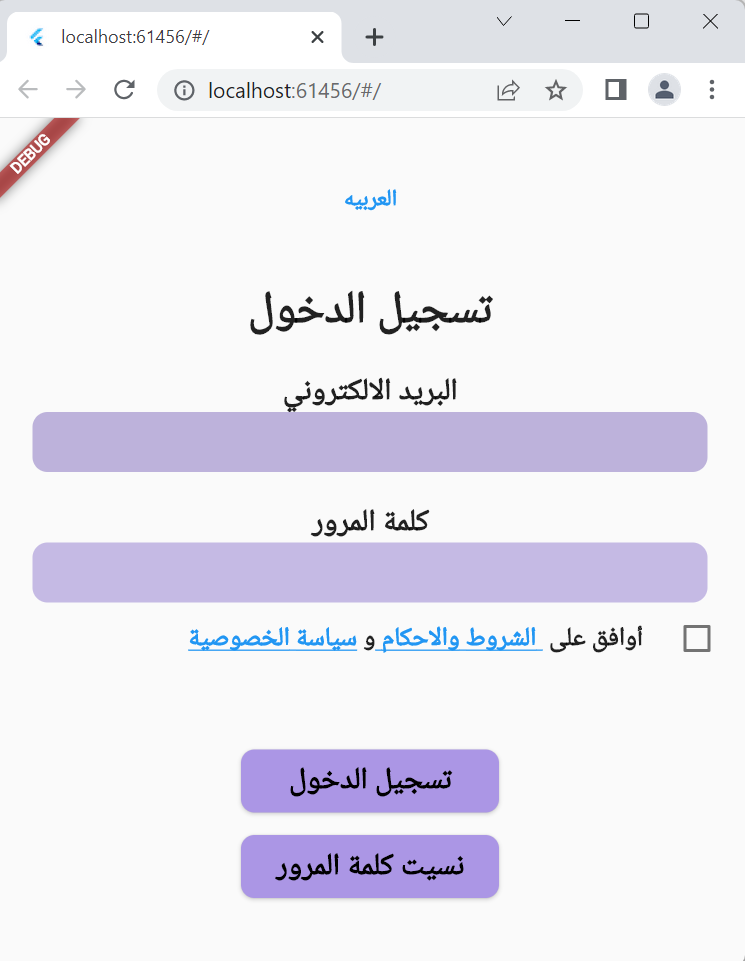 localhost:61456/#/
localhost:61456/#/
DEBUG
العربيه
تسجيل الدخول
البريد الالكتروني
كلمة المرور
أوافق على الشروط والاحكام و سياسة الخصوصية
تسجيل الدخول
نسيت كلمة المرور